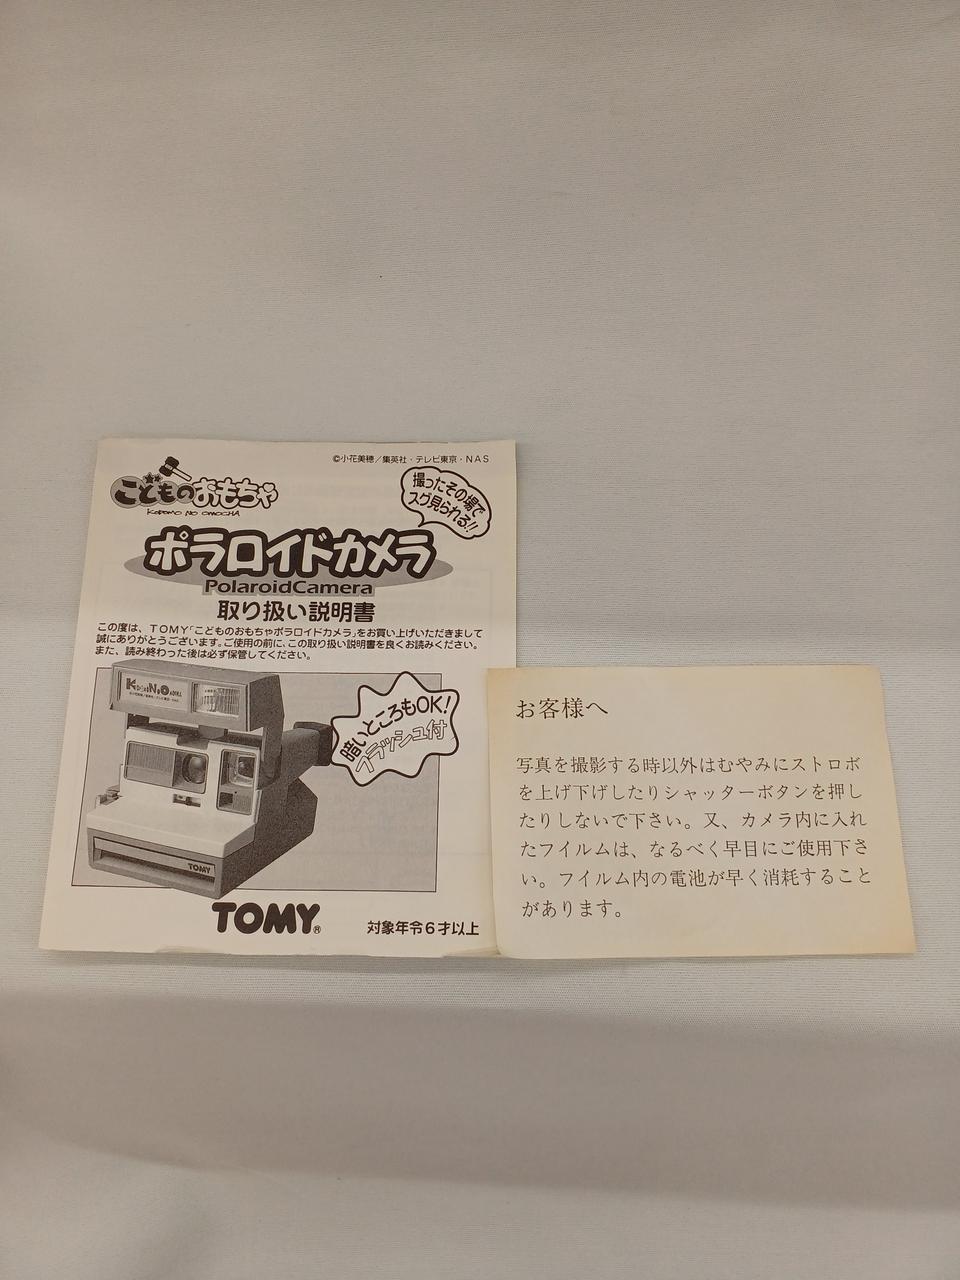 ©小花美穂／集英社・テレビ東京・NAS
こどものおもちゃ
KODOMO NO OMOCHA
撮ったその場で
スグ見られる!!
ポラロイドカメラ
PolaroidCamera
取り扱い説明書
この度は、TOMY「こどものおもちゃポラロイドカメラ」をお買い上げいただきまして
誠にありがとうございます。ご使用の前に、この取り扱い説明書を良くお読みください。
また、読み終わった後は必ず保管してください。
暗いところもOK!
フラッシュ付
TOMY
TOMY®
対象年令6才以上
お客様へ
写真を撮影する時以外はむやみにストロボ
を上げ下げしたりシャッターボタンを押し
たりしないで下さい。又、カメラ内に入れ
たフイルムは、なるべく早目にご使用下さ
い。フイルム内の電池が早く消耗すること
があります。